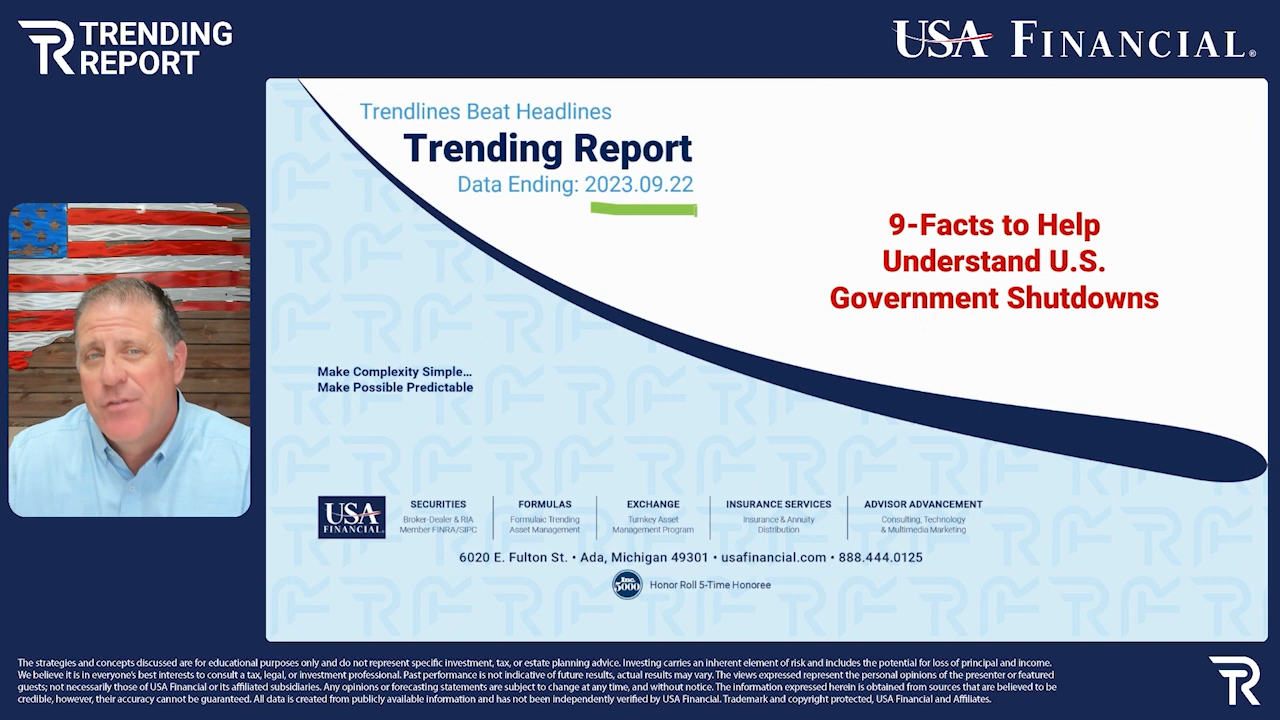 TRENDING
REPORT
USA FINANCIAL®
Trendlines Beat Headlines
Trending Report
Data Ending: 2023.09.22
9-Facts to Help
Understand U.S.
Government Shutdowns
Make Complexity Simple...
Make Possible Predictable
USA
FINANCIAL
SECURITIES
Broker-Dealer & RIA
Member FINRA/SIPC
FORMULAS
Formulaic Trending
Asset Management
EXCHANGE
Turnkey Asset
Management Program
INSURANCE SERVICES
Insurance & Annuity
Distribution
ADVISOR ADVANCEMENT
Consulting, Technology
& Multimedia Marketing
6020 E. Fulton St. • Ada, Michigan 49301 • usafinancial.com • 888.444.0125
Inc.
5000
Honor Roll 5-Time Honoree
The strategies and concepts discussed are for educational purposes only and do not represent specific investment, tax, or estate planning advice. Investing carries an inherent element of risk and includes the potential for loss of principal and income.
We believe it is in everyone's best interests to consult a tax, legal, or investment professional. Past performance is not indicative of future results, actual results may vary. The views expressed represent the personal opinions of the presenter or featured
guests; not necessarily those of USA Financial or its affiliated subsidiaries. Any opinions or forecasting statements are subject to change at any time, and without notice. The information expressed herein is obtained from sources that are believed to be
credible, however, their accuracy cannot be guaranteed. All data is created from publicly available information and has not been independently verified by USA Financial. Trademark and copyright protected, USA Financial and Affiliates.